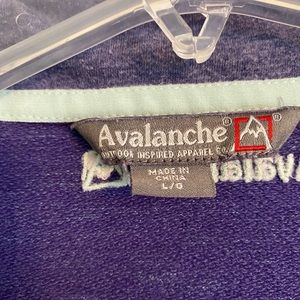 Avalanche®
OUTDOOR INSPIRED APPAREL CO.
MADE IN
CHINA
L/G